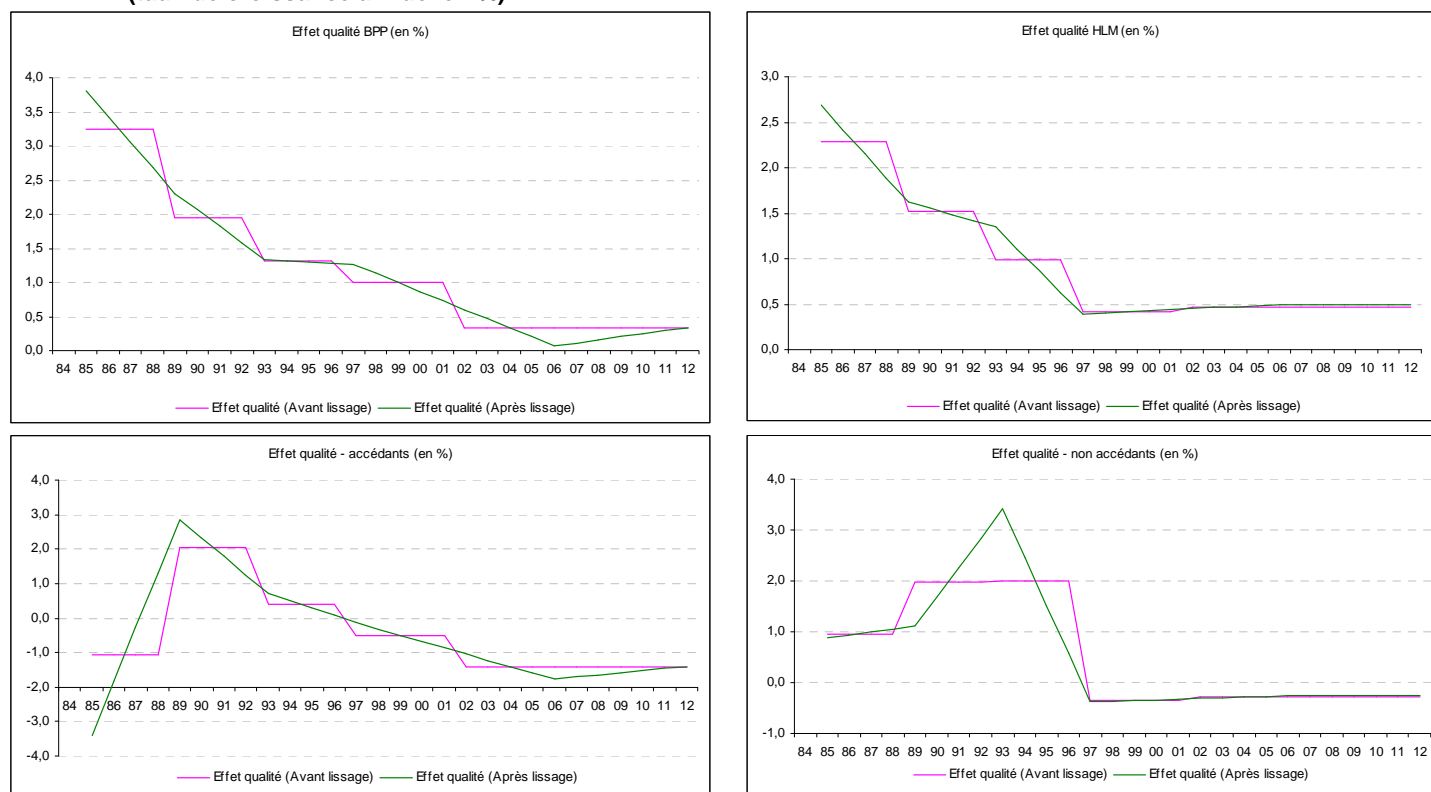 Effet qualité BPP (en %)
4,0
3,5
3,0
2,5
2,0
1,5
1,0
0,5
0,0
84 85 86 87 88 89 90 91 92 93 94 95 96 97 98 99 00 01 02 03 04 05 06 07 08 09 10 11 12
Effet qualité (Avant lissage) Effet qualité (Après lissage)
Effet qualité HLM (en %)
3,0
2,5
2,0
1,5
1,0
0,5
0,0
84 85 86 87 88 89 90 91 92 93 94 95 96 97 98 99 00 01 02 03 04 05 06 07 08 09 10 11 12
Effet qualité (Avant lissage) Effet qualité (Après lissage)
Effet qualité - accédants (en %)
4,0
3,0
2,0
1,0
0,0
-1,0
-2,0
84 85 86 87 88 89 90 91 92 93 94 95 96 97 98 99 00 01 02 03 04 05 06 07 08 09 10 11 12
-3,0
-4,0
Effet qualité (Avant lissage) Effet qualité (Après lissage)
Effet qualité - non accédants (en %)
4,0
3,0
2,0
1,0
0,0
-1,0
84 85 86 87 88 89 90 91 92 93 94 95 96 97 98 99 00 01 02 03 04 05 06 07 08 09 10 11 12
Effet qualité (Avant lissage) Effet qualité (Après lissage)